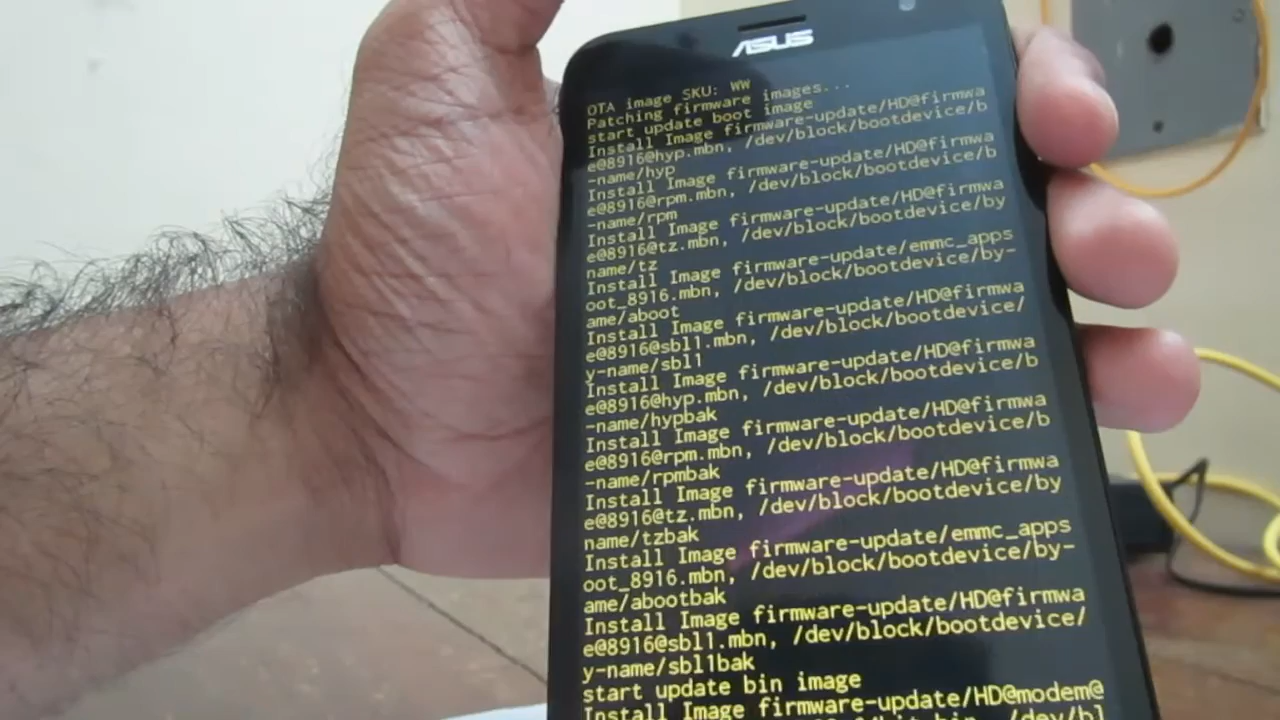 ASUS
OTA image SKU: WW
Patching firmware images...
start update boot image
Install Image firmware-update/HD@firmwa
e@8916@hyp.mbn, /dev/block/bootdevice/b
-name/hyp
Install Image firmware-update/HD@firmwa
e@8916@rpm.mbn, /dev/block/bootdevice/b
-name/rpm
Install Image firmware-update/HD@firmwa
e@8916@tz.mbn, /dev/block/bootdevice/by
name/tz
Install Image firmware-update/emmc_apps
oot_8916.mbn, /dev/block/bootdevice/by-
ame/aboot
Install Image firmware-update/HD@firmwa
e@8916@sbl1.mbn, /dev/block/bootdevice/
y-name/sbl1
Install Image firmware-update/HD@firmwa
e@8916@hyp.mbn, /dev/block/bootdevice/b
-name/hypbak
Install Image firmware-update/HD@firmwa
e@8916@rpm.mbn, /dev/block/bootdevice/b
-name/rpmbak
Install Image firmware-update/HD@firmwa
e@8916@tz.mbn, /dev/block/bootdevice/by
name/tzbak
Install Image firmware-update/emmc_apps
oot_8916.mbn, /dev/block/bootdevice/by-
ame/abootbak
Install Image firmware-update/HD@firmwa
e@8916@sbl1.mbn, /dev/block/bootdevice/
y-name/sbl1bak
start update bin image
Install Image firmware-update/HD@modem@